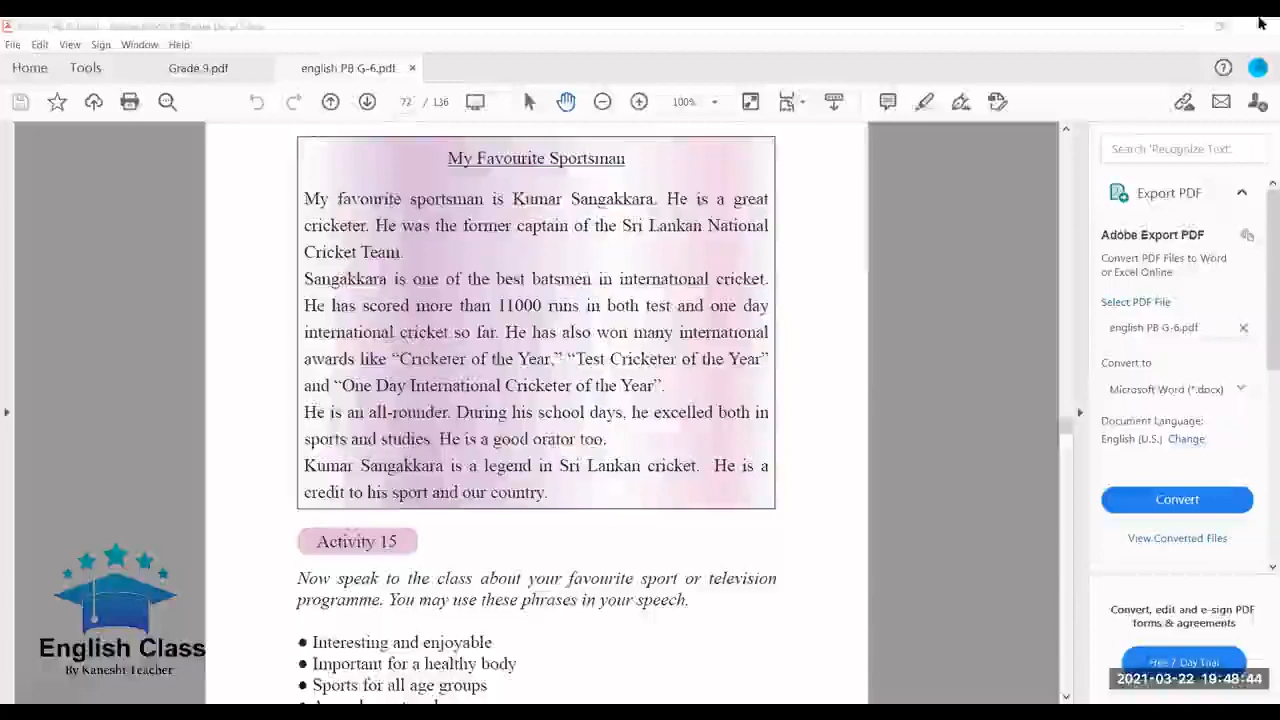 File Edit View Sign Window Help
Home Tools Grade 9.pdf english PB G-6.pdf ×
72 / 136 100%
My Favourite Sportsman
My favourite sportsman is Kumar Sangakkara. He is a great
cricketer. He was the former captain of the Sri Lankan National
Cricket Team.
Sangakkara is one of the best batsmen in international cricket.
He has scored more than 11000 runs in both test and one day
international cricket so far. He has also won many international
awards like “Cricketer of the Year,” “Test Cricketer of the Year”
and “One Day International Cricketer of the Year”.
He is an all-rounder. During his school days, he excelled both in
sports and studies. He is a good orator too.
Kumar Sangakkara is a legend in Sri Lankan cricket. He is a
credit to his sport and our country.
Activity 15
Now speak to the class about your favourite sport or television
programme. You may use these phrases in your speech.
● Interesting and enjoyable
● Important for a healthy body
● Sports for all age groups
English Class
By Kaneshi Teacher
Search 'Recognize Text'
Export PDF
Adobe Export PDF
Convert PDF Files to Word
or Excel Online
Select PDF File
english PB G-6.pdf
Convert to
Microsoft Word (*.docx)
Document Language:
English (U.S.) Change
Convert
View Converted Files
Convert, edit and e-sign PDF
forms & agreements
Free 7-Day Trial
2021-03-22 19:48:44